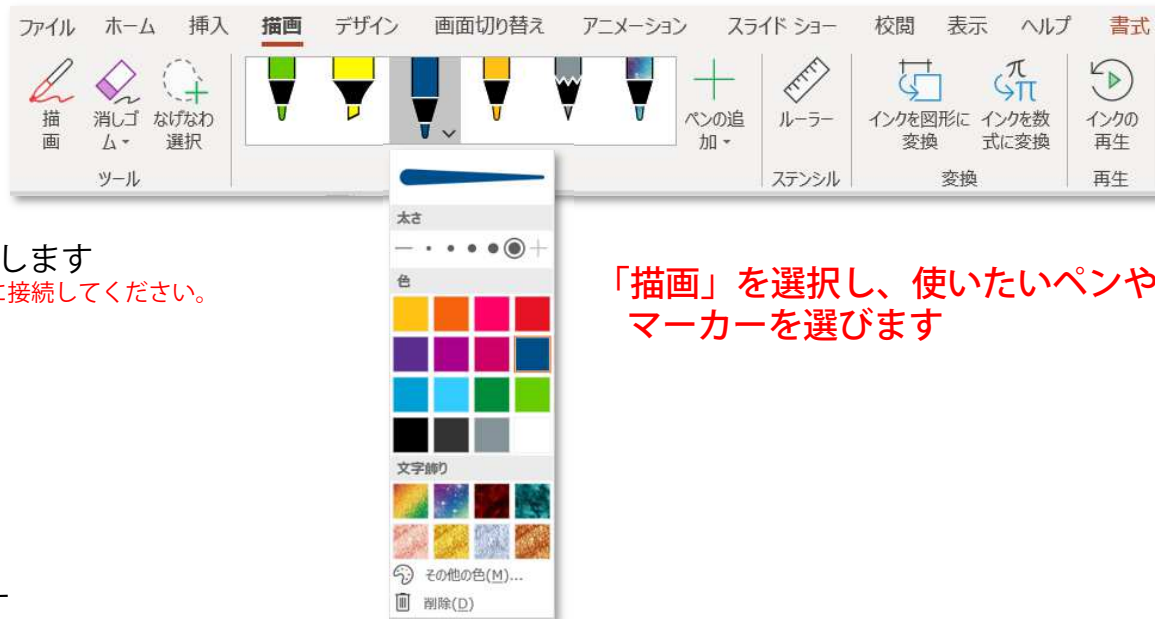 ファイル ホーム 挿入 描画 デザイン 画面切り替え アニメーション スライド ショー 校閲 表示 ヘルプ 書式
描画
消しゴム
なげなわ選択
ペンの追加
ルーラー
インクを図形に変換
インクを数式に変換
インクの再生
ツール ステンシル 変換 再生
太さ
色
文字飾り
その他の色(M)...
削除(D)
します
に接続してください。
「描画」を選択し、使いたいペンや
マーカーを選びます